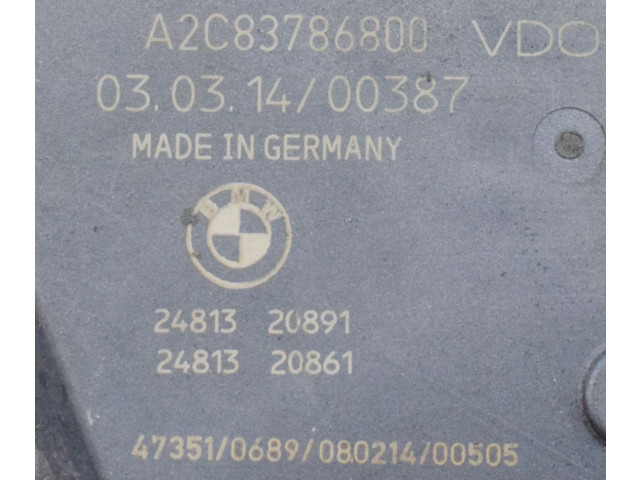 A2C83786800 VDO
03.03.14/00387
MADE IN GERMANY
BMW
24813 20891
24813 20861
47351/0689/080214/00505